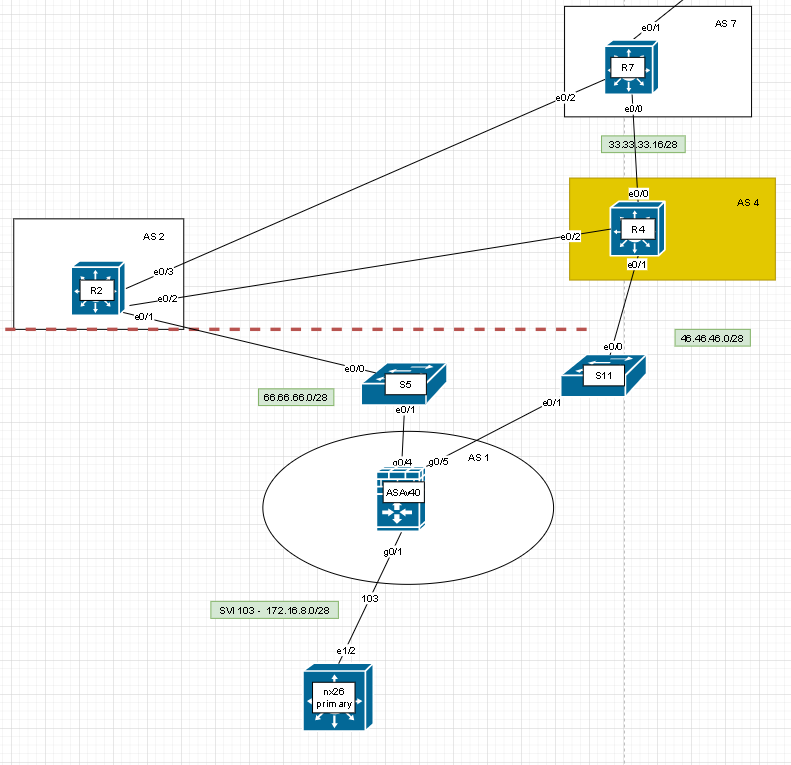 e0/1
AS 7
R7
e0/2
e0/0
33.33.33.16/28
e0/0
AS 4
R4
e0/2
e0/1
AS 2
R2
e0/3
e0/2
e0/1
46.46.46.0/28
e0/0
e0/0
S5
S11
66.66.66.0/28
e0/1
e0/1
AS 1
g0/4
g0/5
ASAv40
g0/1
103
SVI 103 - 172.16.8.0/28
e1/2
nx26
primary